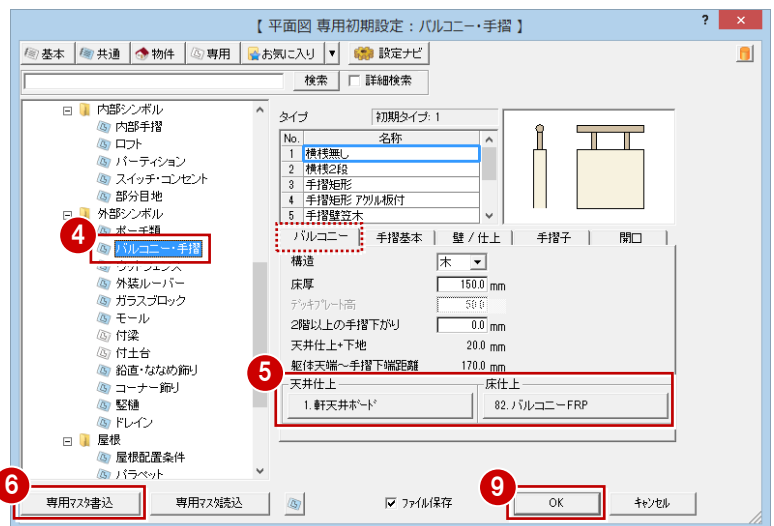 【 平面図 専用初期設定：バルコニー・手摺 】
? ×
基本 共通 物件 専用 お気に入り ▼ 設定ナビ
検索 詳細検索
内部シンボル
内部手摺
ロフト
パーティション
スイッチ・コンセント
部分目地
外部シンボル
ポーチ類
4
バルコニー・手摺
外装ルーバー
ガラスブロック
モール
付梁
付土台
鉛直・ななめ飾り
コーナー飾り
竪樋
ドレイン
屋根
屋根配置条件
パラペット
タイプ 初期タイプ: 1
No. 名称
1 横桟無し
2 横桟2段
3 手摺矩形
4 手摺矩形 アクリル板付
5 手摺壁笠木
バルコニー 手摺基本 壁／仕上 手摺子 開口
構造 木
床厚 150.0 mm
デッキプレート高 50.0
2階以上の手摺下がり 0.0 mm
天井仕上+下地 20.0 mm
躯体天端～手摺下端距離 170.0 mm
5
天井仕上 床仕上
1. 軒天井ボード 82. バルコニーFRP
6 9
専用マスタ書込 専用マスタ読込 ファイル保存 OK キャンセル